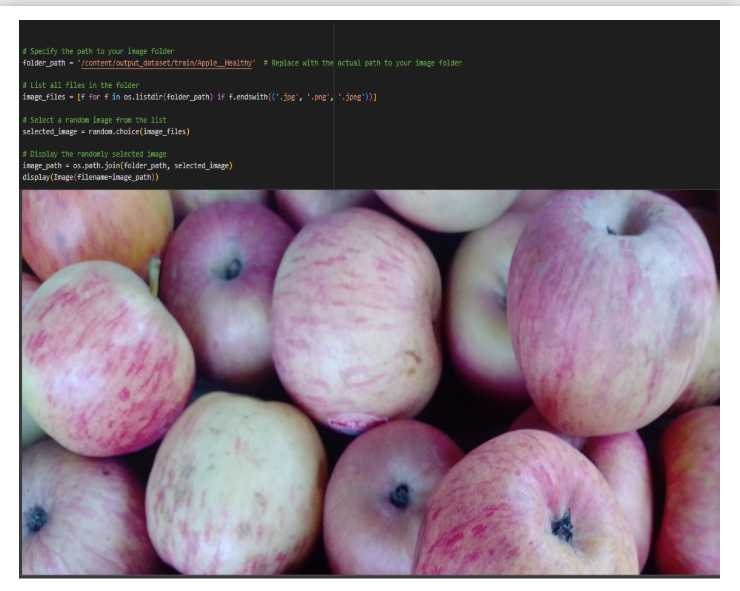 # Specify the path to your image folder
folder_path = '/content/output_dataset/train/Apple__Healthy'  # Replace with the actual path to your image folder
# List all files in the folder
image_files = [f for f in os.listdir(folder_path) if f.endswith(('.jpg', '.png', '.jpeg'))]
# Select a random image from the list
selected_image = random.choice(image_files)
# Display the randomly selected image
image_path = os.path.join(folder_path, selected_image)
display(Image(filename=image_path))